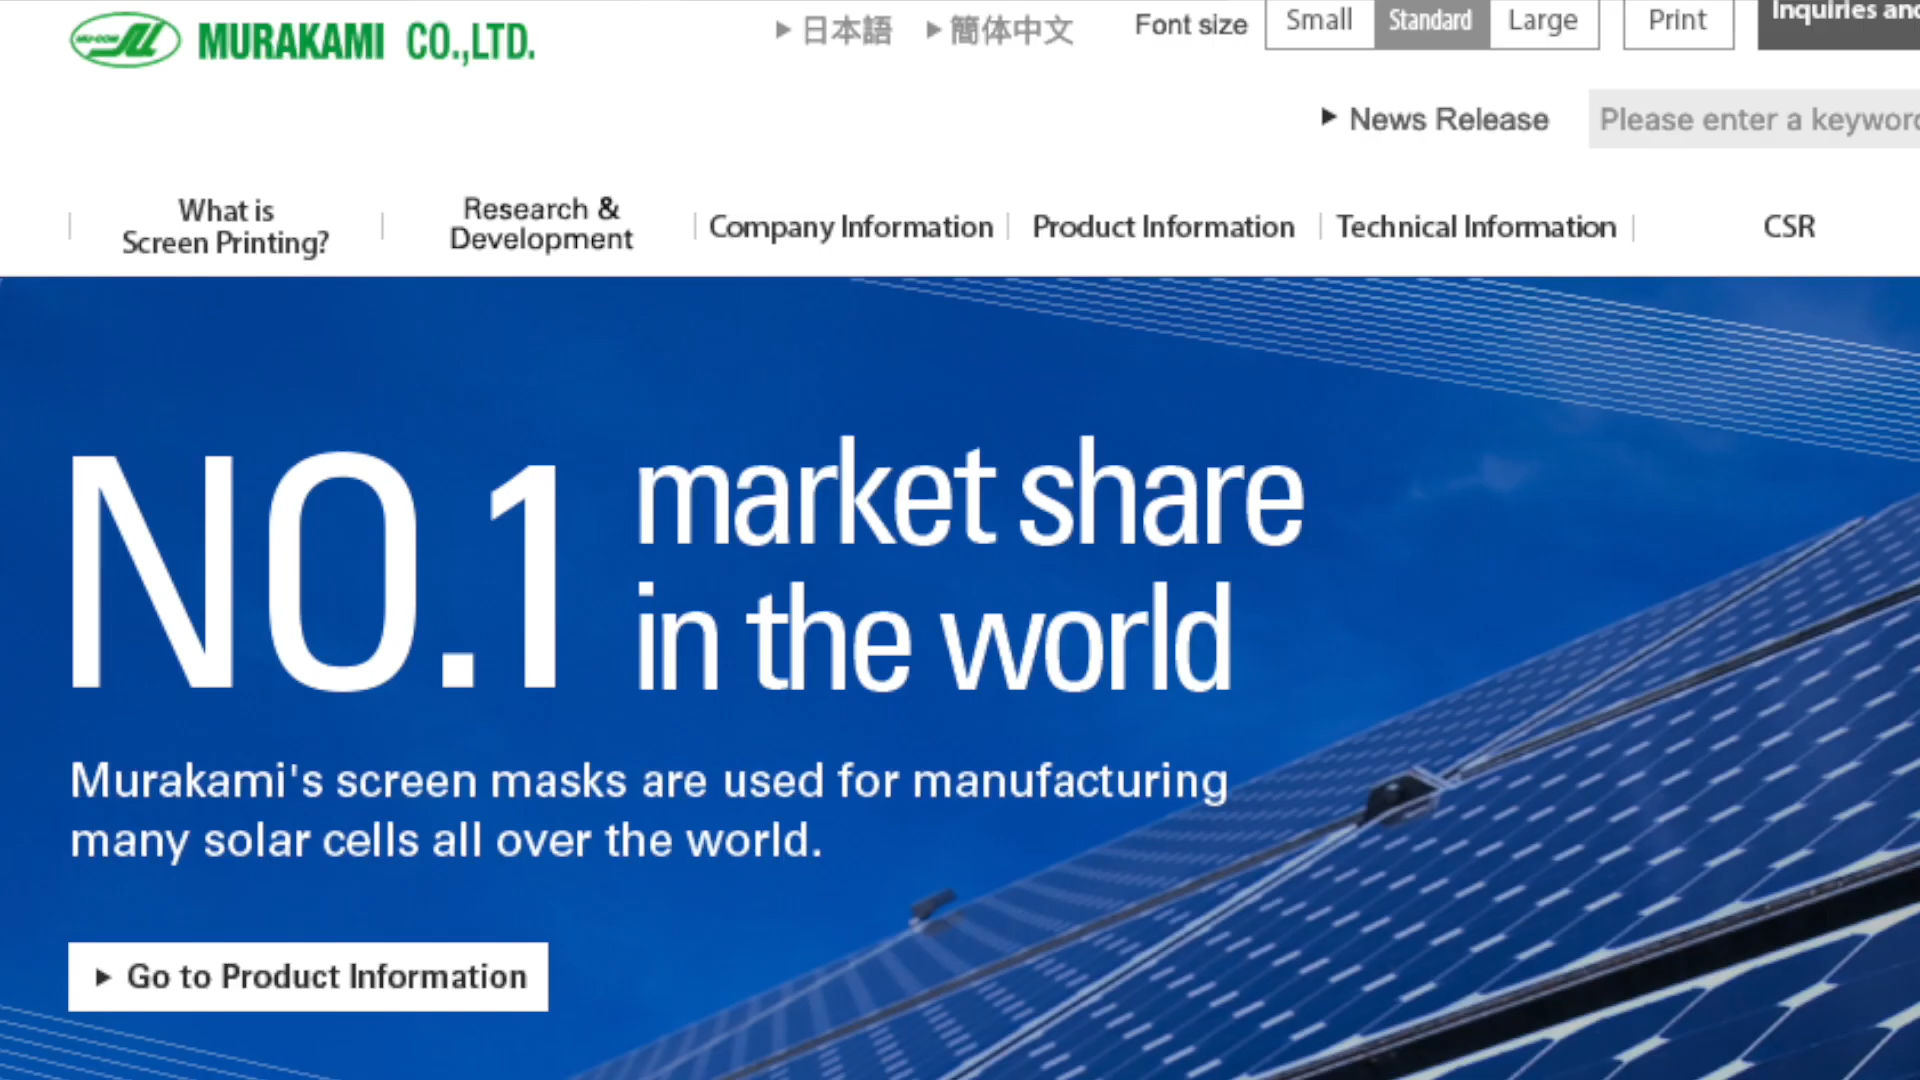 MURAKAMI CO.,LTD.
日本語
簡体中文
Font size
Small
Standard
Large
Print
Inquiries and
News Release
Please enter a keyword
What is
Screen Printing?
Research &
Development
Company Information
Product Information
Technical Information
CSR
NO.1
market share
in the world
Murakami's screen masks are used for manufacturing
many solar cells all over the world.
Go to Product Information